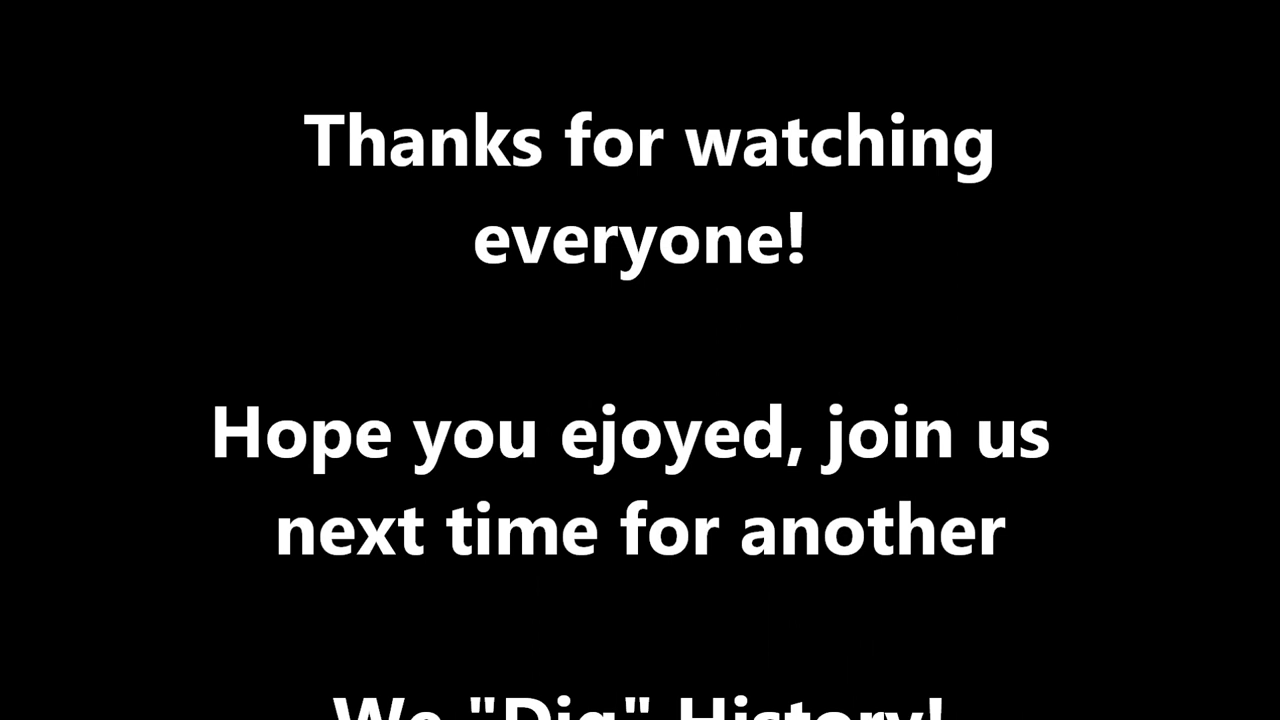 Thanks for watching
everyone!
Hope you ejoyed, join us
next time for another
We "Dig" History!